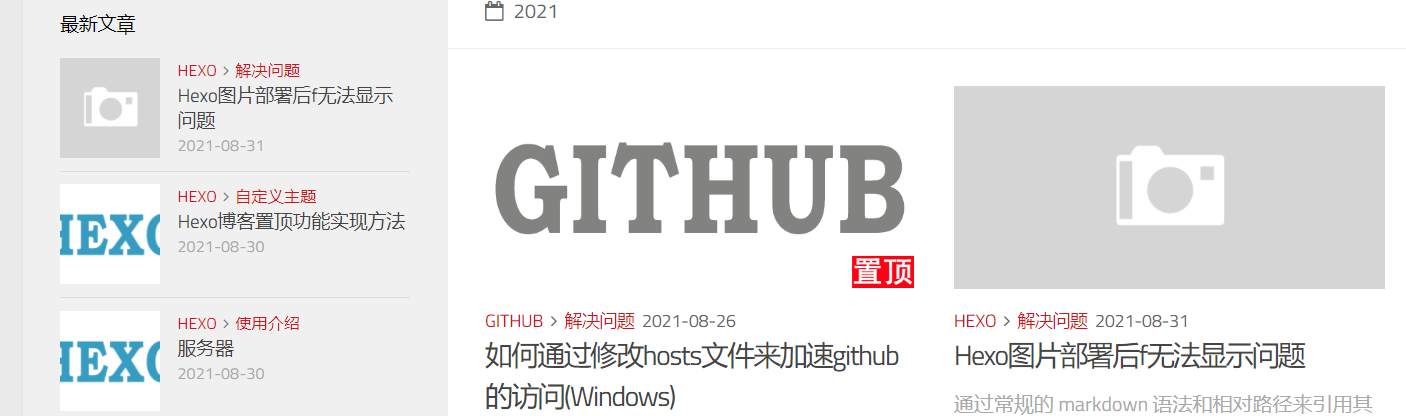 最新文章
HEXO > 解决问题
Hexo图片部署后f无法显示
问题
2021-08-31
HEXO
HEXO > 自定义主题
Hexo博客置顶功能实现方法
2021-08-30
HEXO
HEXO > 使用介绍
服务器
2021-08-30
2021
GITHUB
置顶
GITHUB > 解决问题 2021-08-26
如何通过修改hosts文件来加速github
的访问(Windows)
HEXO > 解决问题 2021-08-31
Hexo图片部署后f无法显示问题
通过常规的 markdown 语法和相对路径来引用其